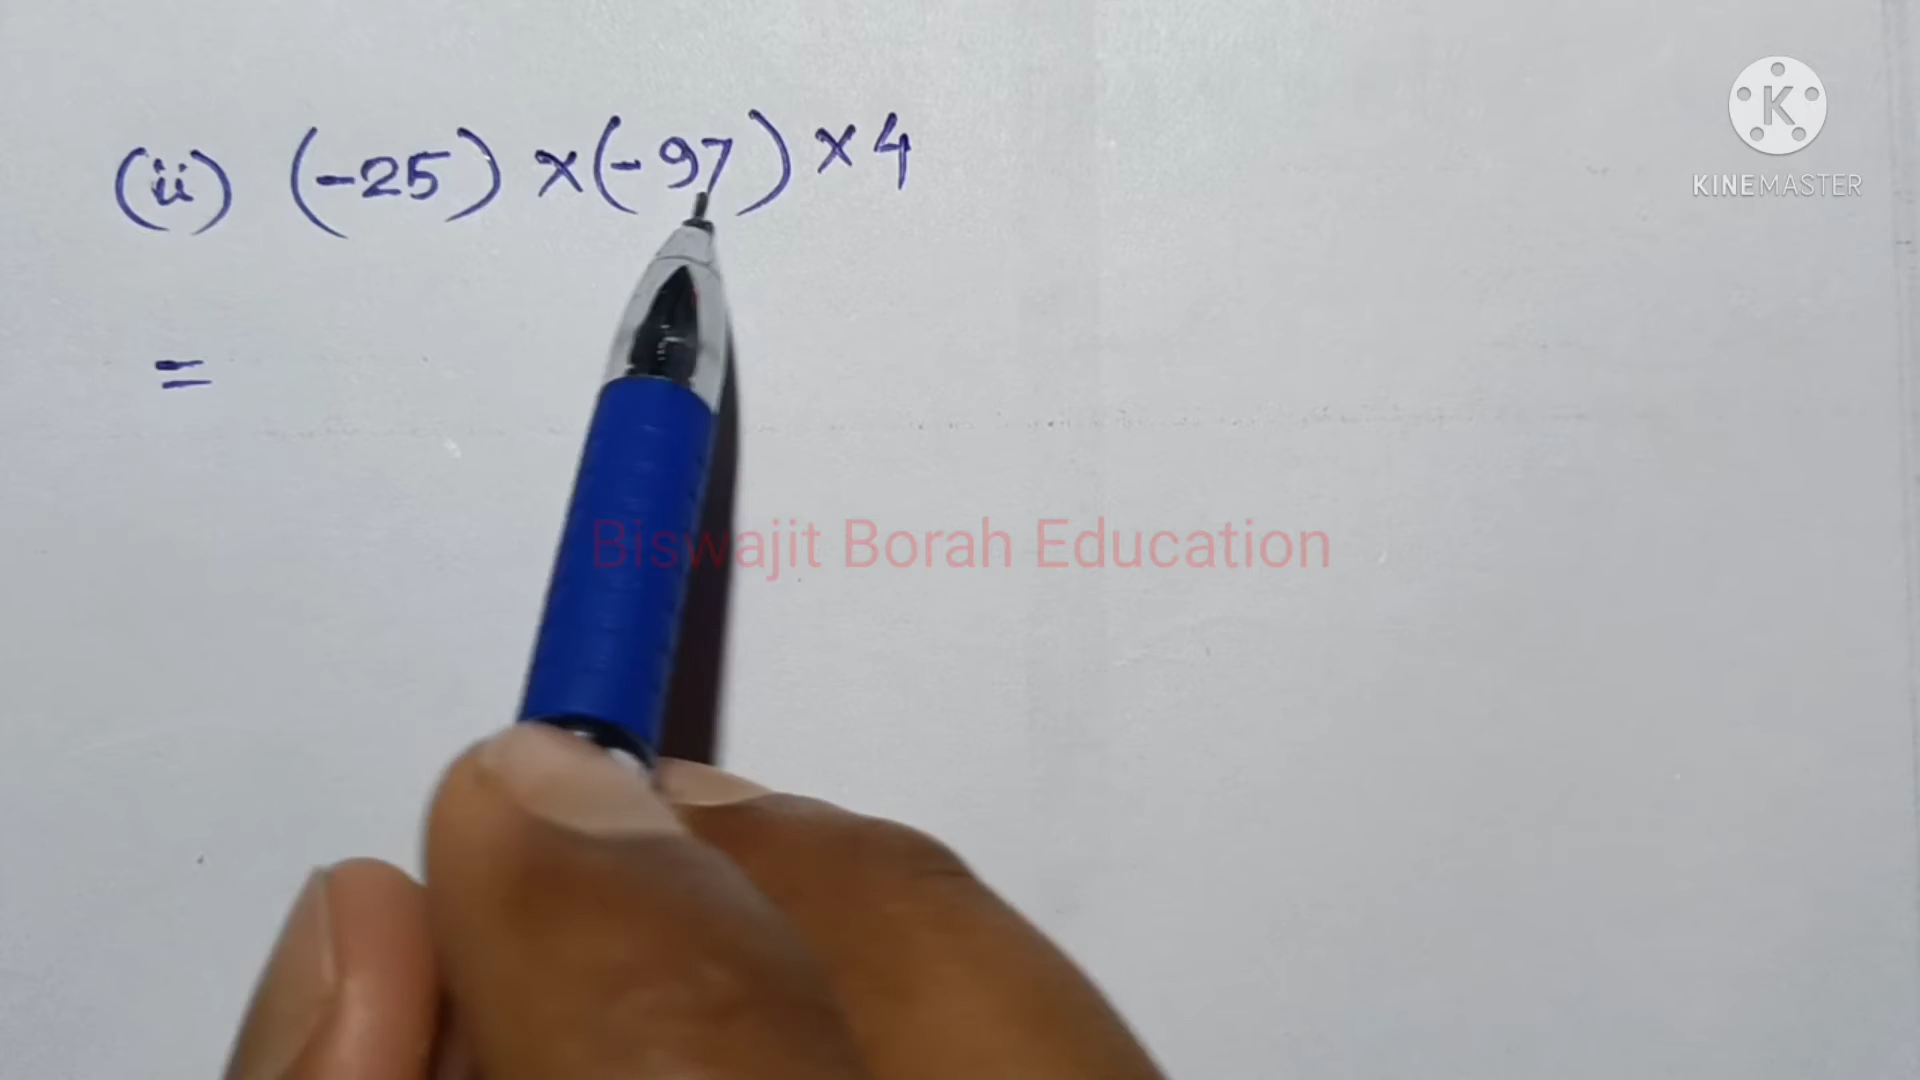 (ii) (-25) × (-97) × 4
=
Biswajit Borah Education
K
KINEMASTER